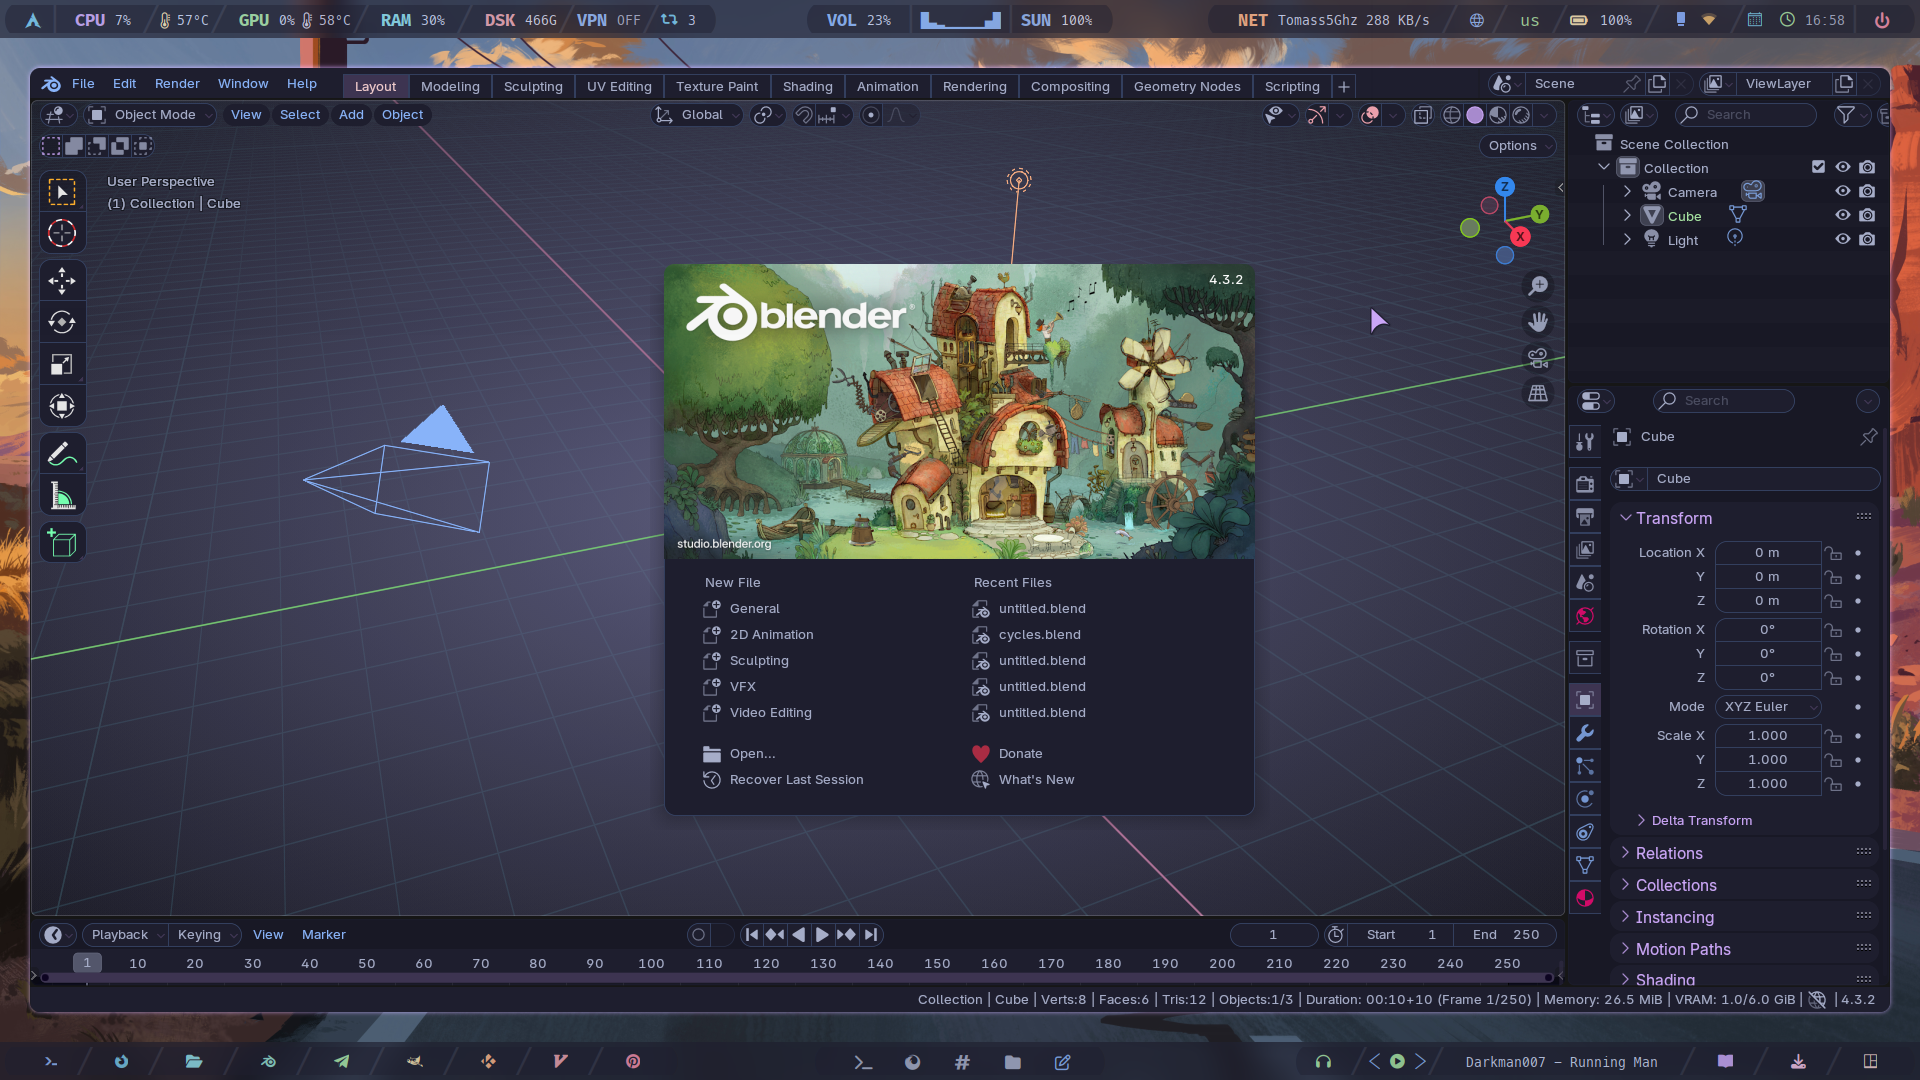 CPU 7% 57°C GPU 0% 58°C RAM 30% DSK 466G VPN OFF 3 VOL 23% SUN 100% NET Tomass5Ghz 288 KB/s us 100% 16:58
File Edit Render Window Help Layout Modeling Sculpting UV Editing Texture Paint Shading Animation Rendering Compositing Geometry Nodes Scripting + Scene ViewLayer
Object Mode View Select Add Object Global Search
Options
User Perspective
(1) Collection | Cube
Z
Y
X
Scene Collection
Collection
Camera
Cube
Light
4.3.2
blender
studio.blender.org
New File
General
2D Animation
Sculpting
VFX
Video Editing
Open...
Recover Last Session
Recent Files
untitled.blend
cycles.blend
untitled.blend
untitled.blend
untitled.blend
Donate
What's New
Search
Cube
Cube
Transform
Location X 0 m
Y 0 m
Z 0 m
Rotation X 0°
Y 0°
Z 0°
Mode XYZ Euler
Scale X 1.000
Y 1.000
Z 1.000
Delta Transform
Relations
Collections
Instancing
Motion Paths
Shading
Playback Keying View Marker 1 Start 1 End 250
1 10 20 30 40 50 60 70 80 90 100 110 120 130 140 150 160 170 180 190 200 210 220 230 240 250
Collection | Cube | Verts:8 | Faces:6 | Tris:12 | Objects:1/3 | Duration: 00:10+10 (Frame 1/250) | Memory: 26.5 MiB | VRAM: 1.0/6.0 GiB | | 4.3.2
Darkman007 – Running Man